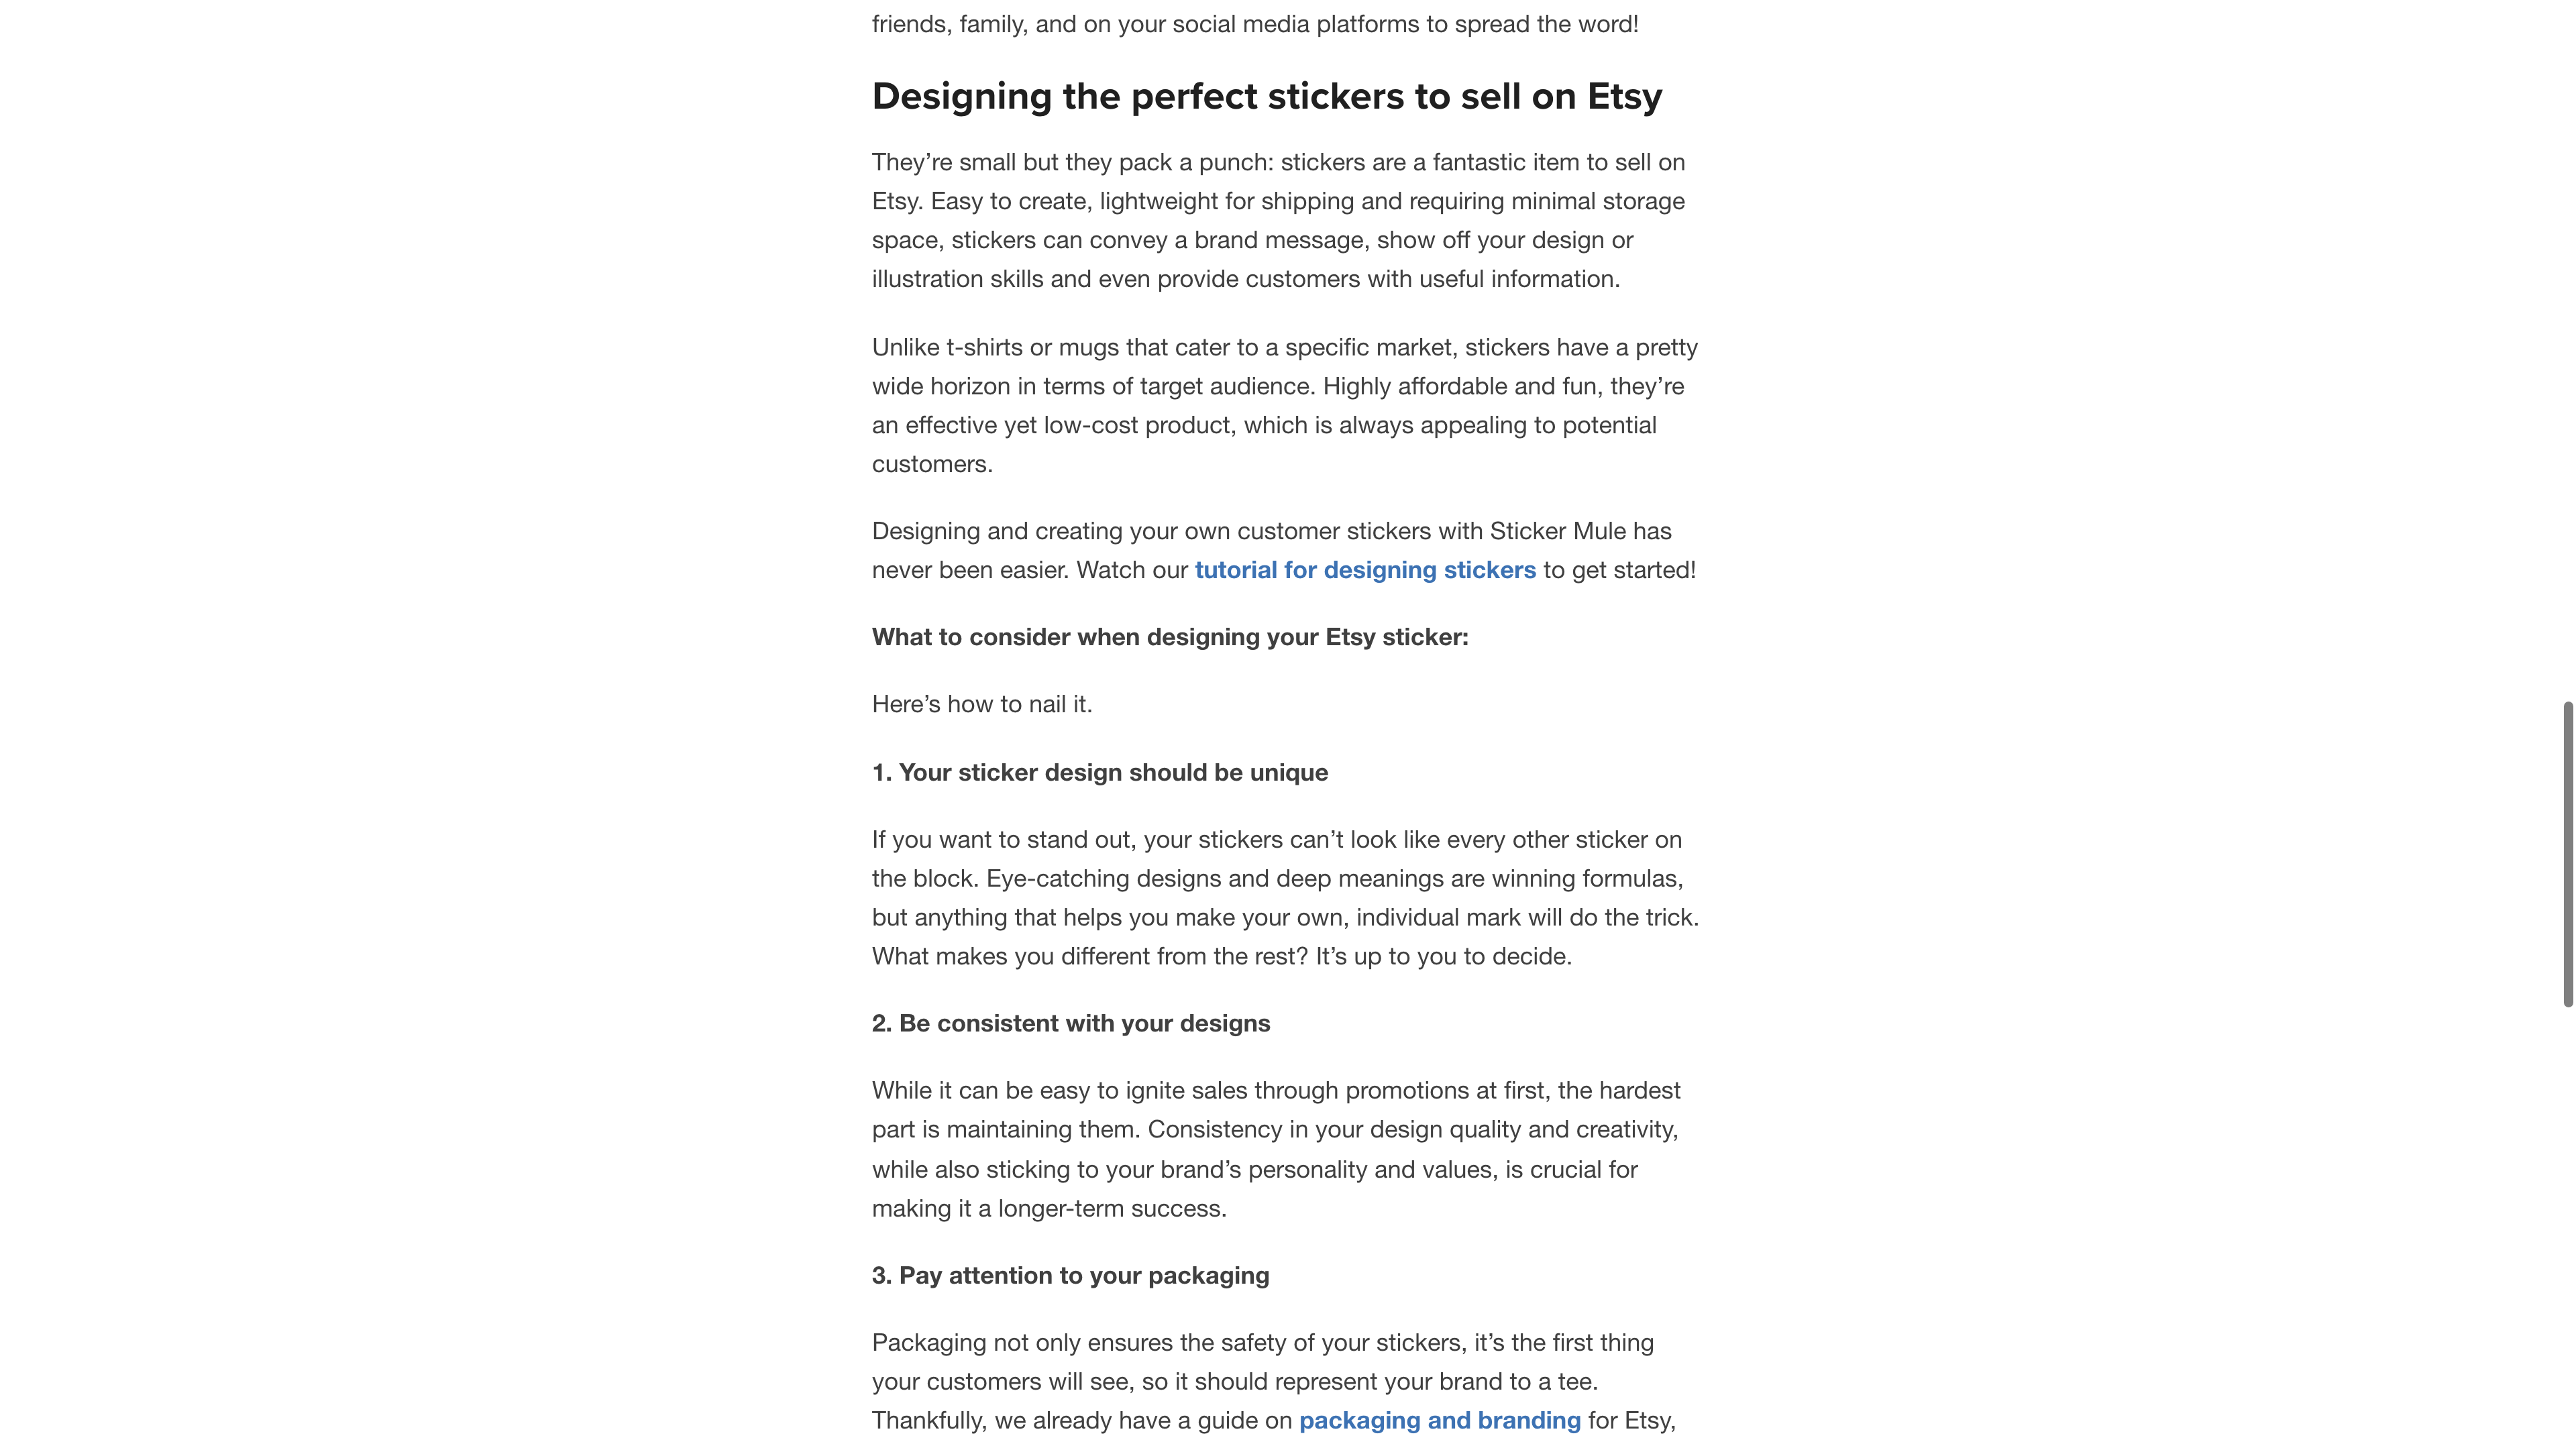 friends, family, and on your social media platforms to spread the word!
Designing the perfect stickers to sell on Etsy
They’re small but they pack a punch: stickers are a fantastic item to sell on
Etsy. Easy to create, lightweight for shipping and requiring minimal storage
space, stickers can convey a brand message, show off your design or
illustration skills and even provide customers with useful information.
Unlike t-shirts or mugs that cater to a specific market, stickers have a pretty
wide horizon in terms of target audience. Highly affordable and fun, they’re
an effective yet low-cost product, which is always appealing to potential
customers.
Designing and creating your own customer stickers with Sticker Mule has
never been easier. Watch our tutorial for designing stickers to get started!
What to consider when designing your Etsy sticker:
Here’s how to nail it.
1. Your sticker design should be unique
If you want to stand out, your stickers can’t look like every other sticker on
the block. Eye-catching designs and deep meanings are winning formulas,
but anything that helps you make your own, individual mark will do the trick.
What makes you different from the rest? It’s up to you to decide.
2. Be consistent with your designs
While it can be easy to ignite sales through promotions at first, the hardest
part is maintaining them. Consistency in your design quality and creativity,
while also sticking to your brand’s personality and values, is crucial for
making it a longer-term success.
3. Pay attention to your packaging
Packaging not only ensures the safety of your stickers, it’s the first thing
your customers will see, so it should represent your brand to a tee.
Thankfully, we already have a guide on packaging and branding for Etsy,